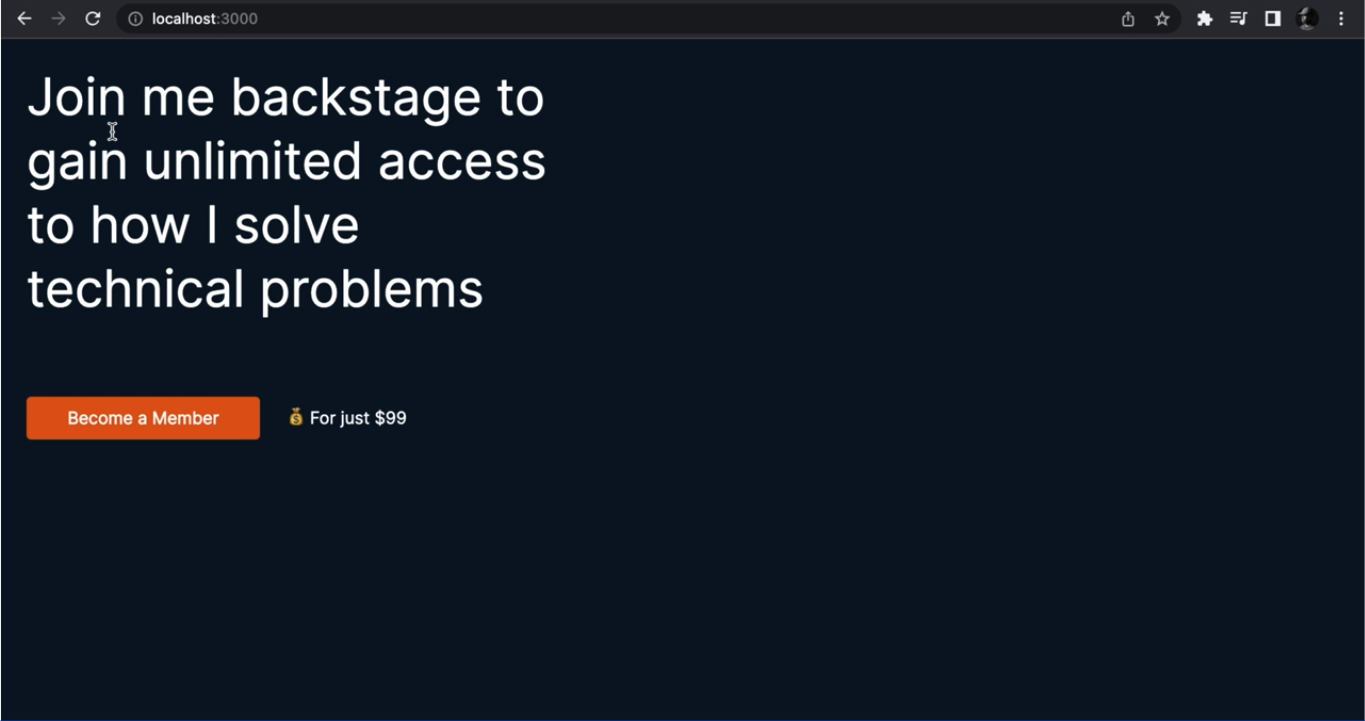 localhost:3000
Join me backstage to
gain unlimited access
to how I solve
technical problems
Become a Member
💰 For just $99